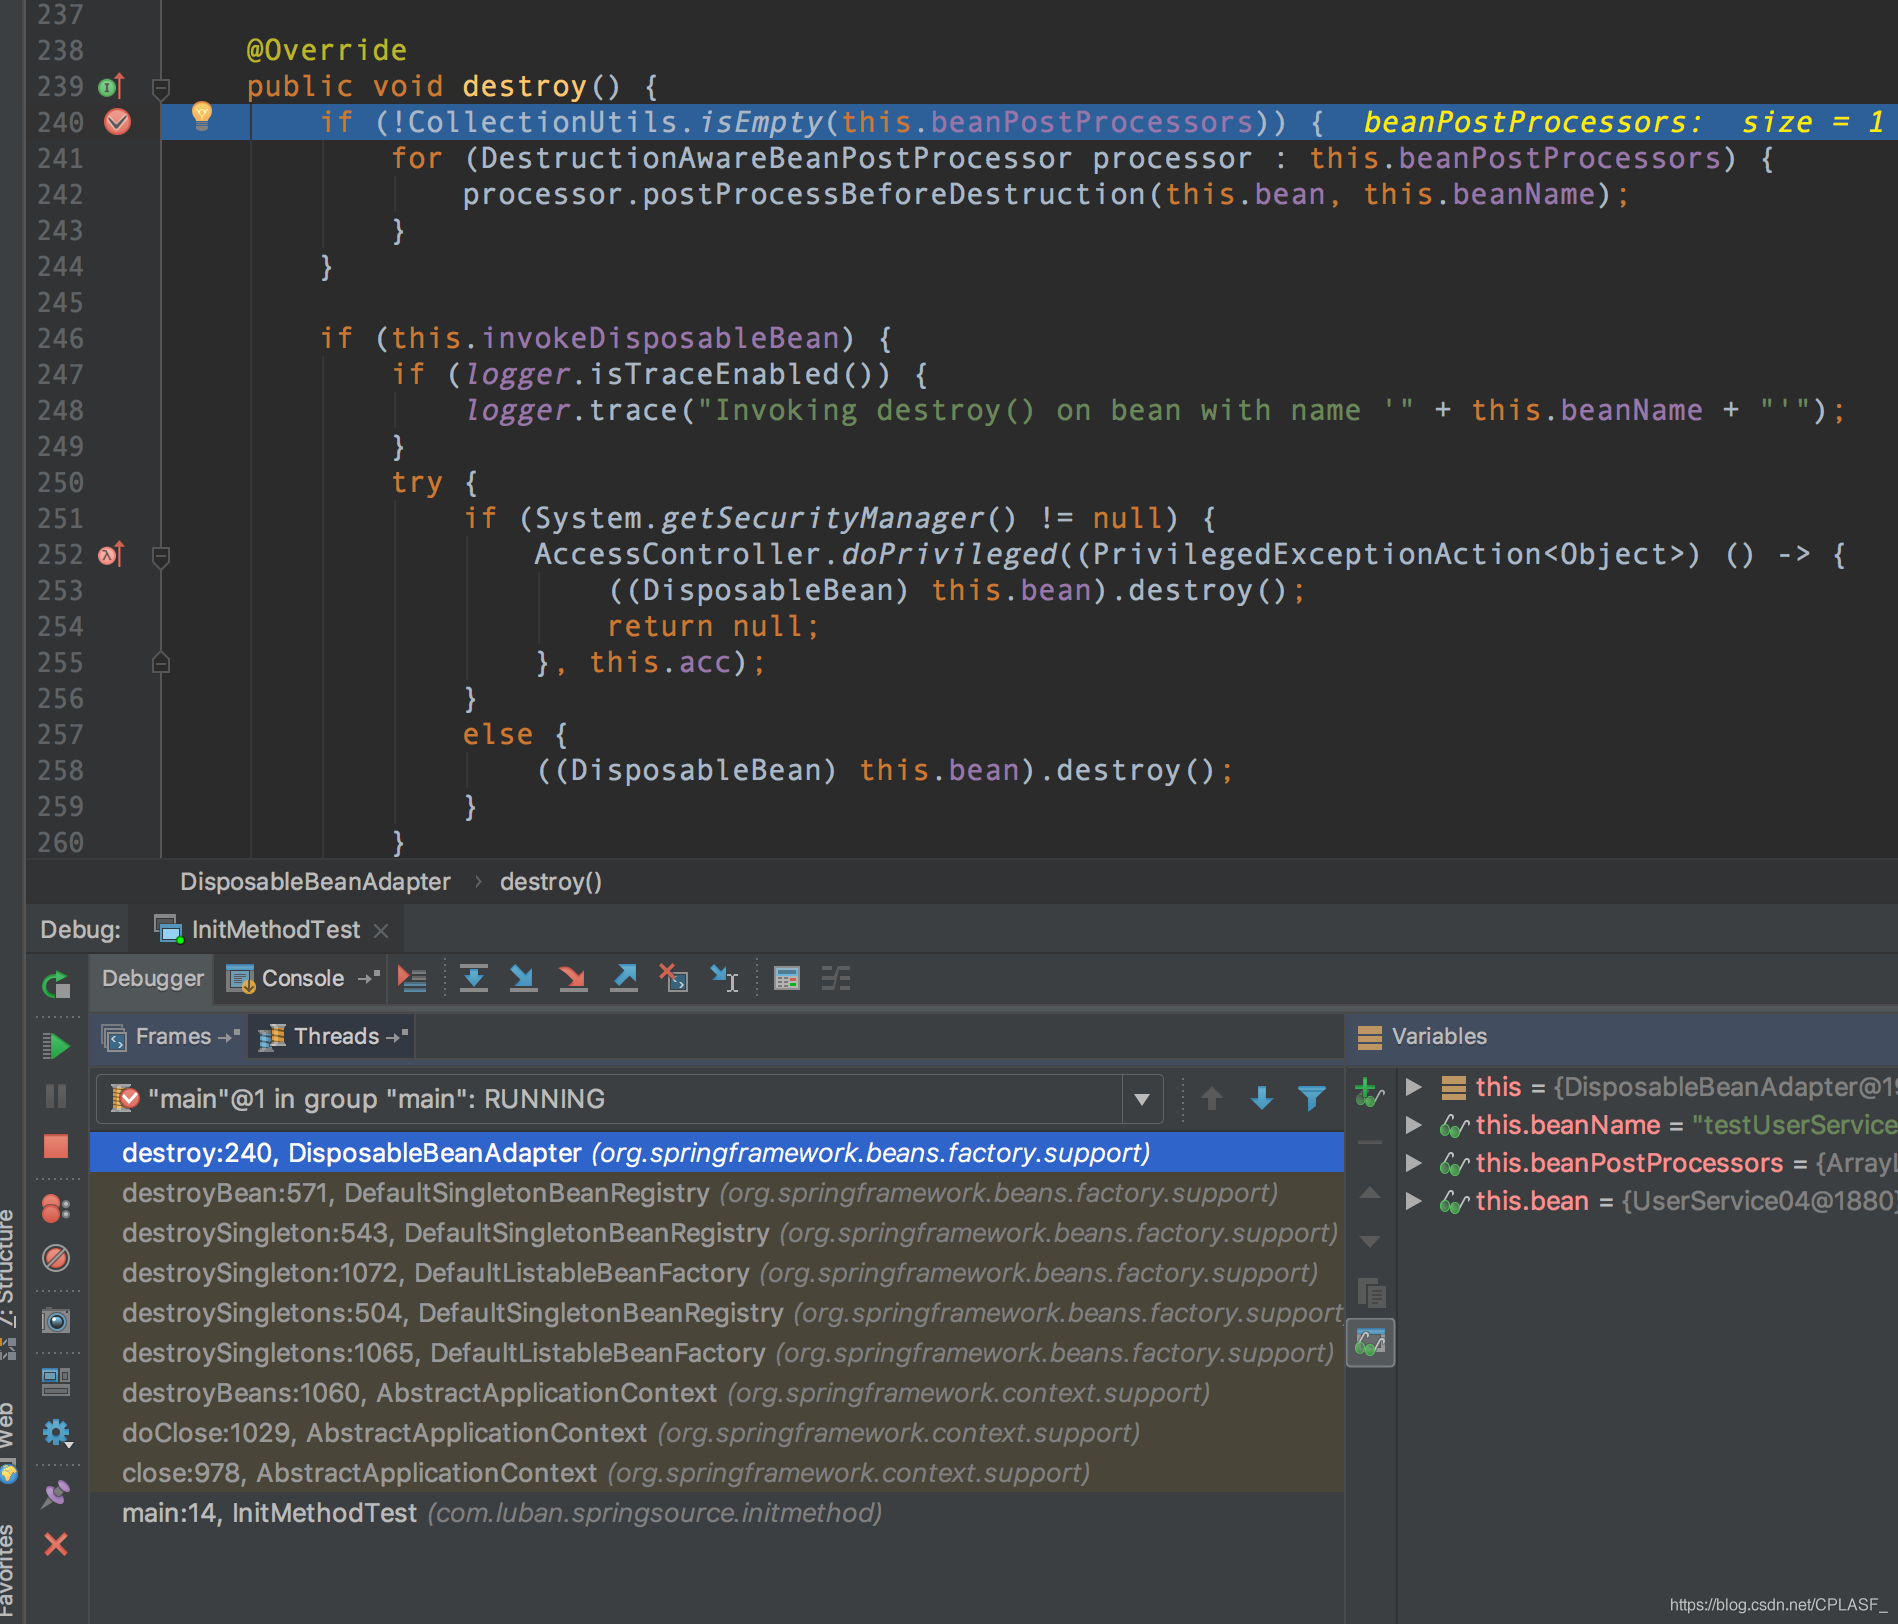 237
238 @Override
239 public void destroy() {
240 if (!CollectionUtils.isEmpty(this.beanPostProcessors)) { beanPostProcessors: size = 1
241 for (DestructionAwareBeanPostProcessor processor : this.beanPostProcessors) {
242 processor.postProcessBeforeDestruction(this.bean, this.beanName);
243 }
244 }
245
246 if (this.invokeDisposableBean) {
247 if (logger.isTraceEnabled()) {
248 logger.trace("Invoking destroy() on bean with name '" + this.beanName + "'");
249 }
250 try {
251 if (System.getSecurityManager() != null) {
252 AccessController.doPrivileged((PrivilegedExceptionAction<Object>) () -> {
253 ((DisposableBean) this.bean).destroy();
254 return null;
255 }, this.acc);
256 }
257 else {
258 ((DisposableBean) this.bean).destroy();
259 }
260 }
DisposableBeanAdapter › destroy()
Debug: InitMethodTest
Debugger Console
Frames Threads
"main"@1 in group "main": RUNNING
destroy:240, DisposableBeanAdapter (org.springframework.beans.factory.support)
destroyBean:571, DefaultSingletonBeanRegistry (org.springframework.beans.factory.support)
destroySingleton:543, DefaultSingletonBeanRegistry (org.springframework.beans.factory.support)
destroySingleton:1072, DefaultListableBeanFactory (org.springframework.beans.factory.support)
destroySingletons:504, DefaultSingletonBeanRegistry (org.springframework.beans.factory.support
destroySingletons:1065, DefaultListableBeanFactory (org.springframework.beans.factory.support)
destroyBeans:1060, AbstractApplicationContext (org.springframework.context.support)
doClose:1029, AbstractApplicationContext (org.springframework.context.support)
close:978, AbstractApplicationContext (org.springframework.context.support)
main:14, InitMethodTest (com.luban.springsource.initmethod)
Variables
this = {DisposableBeanAdapter@19
this.beanName = "testUserService
this.beanPostProcessors = {ArrayL
this.bean = {UserService04@1880}
Z: Structure
Web
Favorites
https://blog.csdn.net/CPLASF_